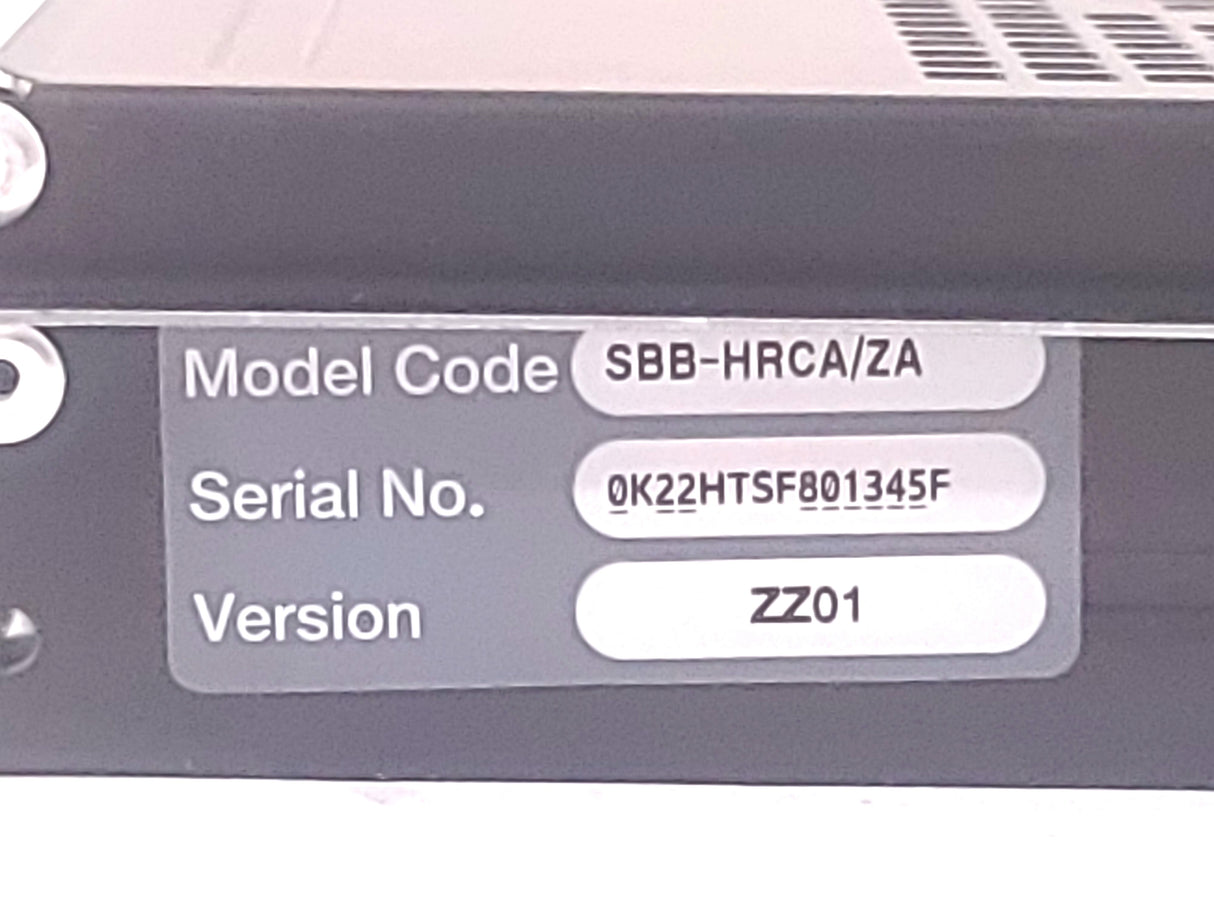 Model Code SBB-HRCA/ZA
Serial No. 0K22HTSF801345F
Version ZZ01